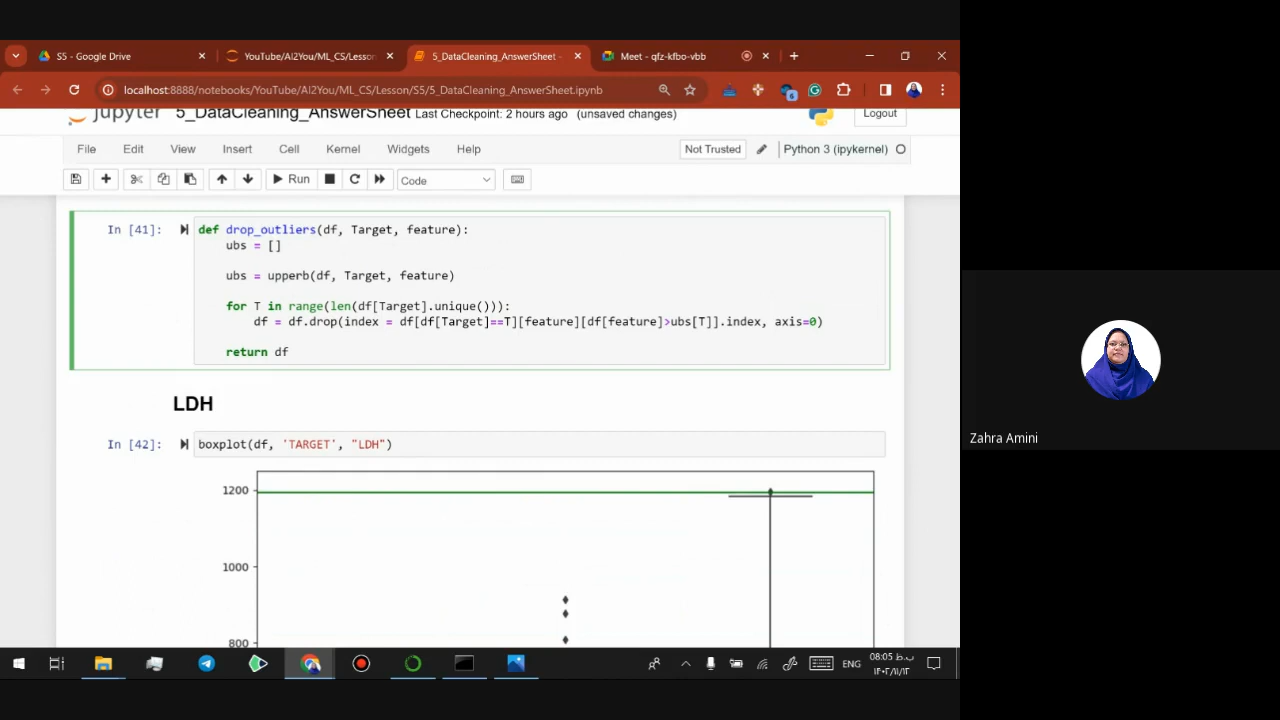 S5 - Google Drive
YouTube/AI2You/ML_CS/Lesson
5_DataCleaning_AnswerSheet -
Meet - qfz-kfbo-vbb
localhost:8888/notebooks/YouTube/AI2You/ML_CS/Lesson/S5/5_DataCleaning_AnswerSheet.ipynb
6
jupyter 5_DataCleaning_AnswerSheet Last Checkpoint: 2 hours ago (unsaved changes)
Logout
File Edit View Insert Cell Kernel Widgets Help
Not Trusted
Python 3 (ipykernel)
Run
Code
In [41]:
def drop_outliers(df, Target, feature):
ubs = []
ubs = upperb(df, Target, feature)
for T in range(len(df[Target].unique())):
df = df.drop(index = df[df[Target]==T][feature][df[feature]>ubs[T]].index, axis=0)
return df
LDH
In [42]:
boxplot(df, 'TARGET', "LDH")
1200
1000
800
Zahra Amini
ENG
08:05 ب.ظ
۱۴۰۲/۱۱/۱۳